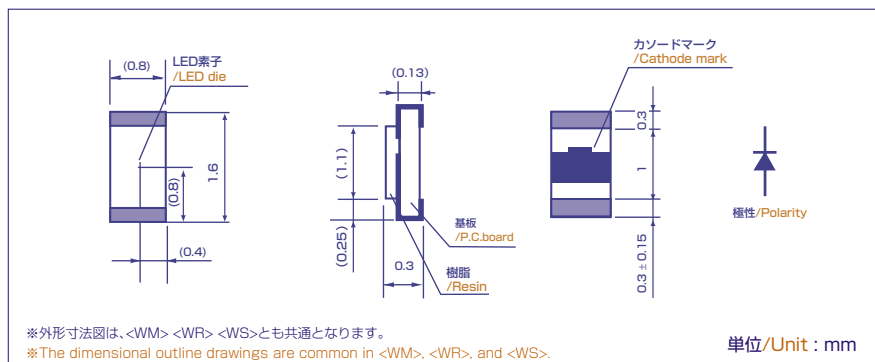 (0.8)
LED素子
/LED die
1.6
(0.8)
(0.4)
(0.13)
(1.1)
(0.25)
0.3
基板
/P.C.board
樹脂
/Resin
カソードマーク
/Cathode mark
0.3
1
0.3 ± 0.15
極性/Polarity
※外形寸法図は、<WM> <WR> <WS>とも共通となります。
※The dimensional outline drawings are common in <WM>, <WR>, and <WS>.
単位/Unit : mm